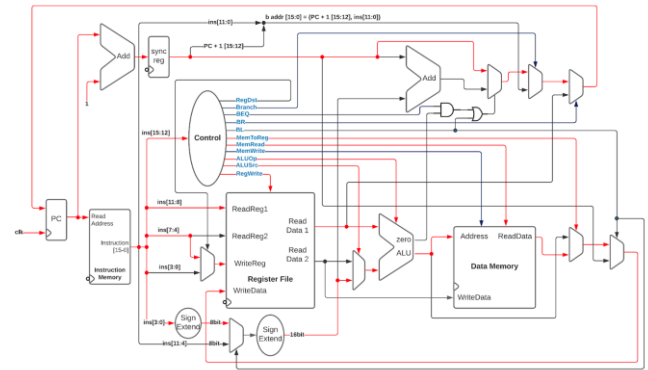 ins[11:0]
b addr [15:0] = {PC + 1 [15:12], ins[11:0]}
PC + 1 [15:12]
Add
sync
reg
Add
1
RegDst
Branch
BEQ
BR
BL
MemToReg
MemRead
MemWrite
ALUOp
ALUSrc
RegWrite
Control
ins[15:12]
ins[11:8]
ReadReg1
Read
Data 1
ins[7:4]
ReadReg2
Read
Data 2
ins[3:0]
WriteReg
Register File
WriteData
PC
clk
Read
Address
Instruction
[15-0]
Instruction
Memory
zero
ALU
Address
ReadData
Data Memory
WriteData
ins[3:0]
Sign
Extend
8bit
ins[11:4]
8bit
Sign
Extend
16bit